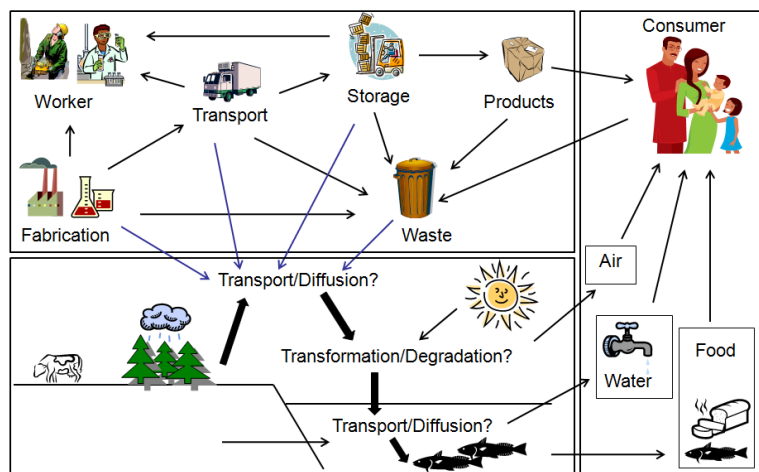 Consumer
Worker
Transport
Storage
Products
Fabrication
Waste
Transport/Diffusion?
Air
Transformation/Degradation?
Water
Food
Transport/Diffusion?